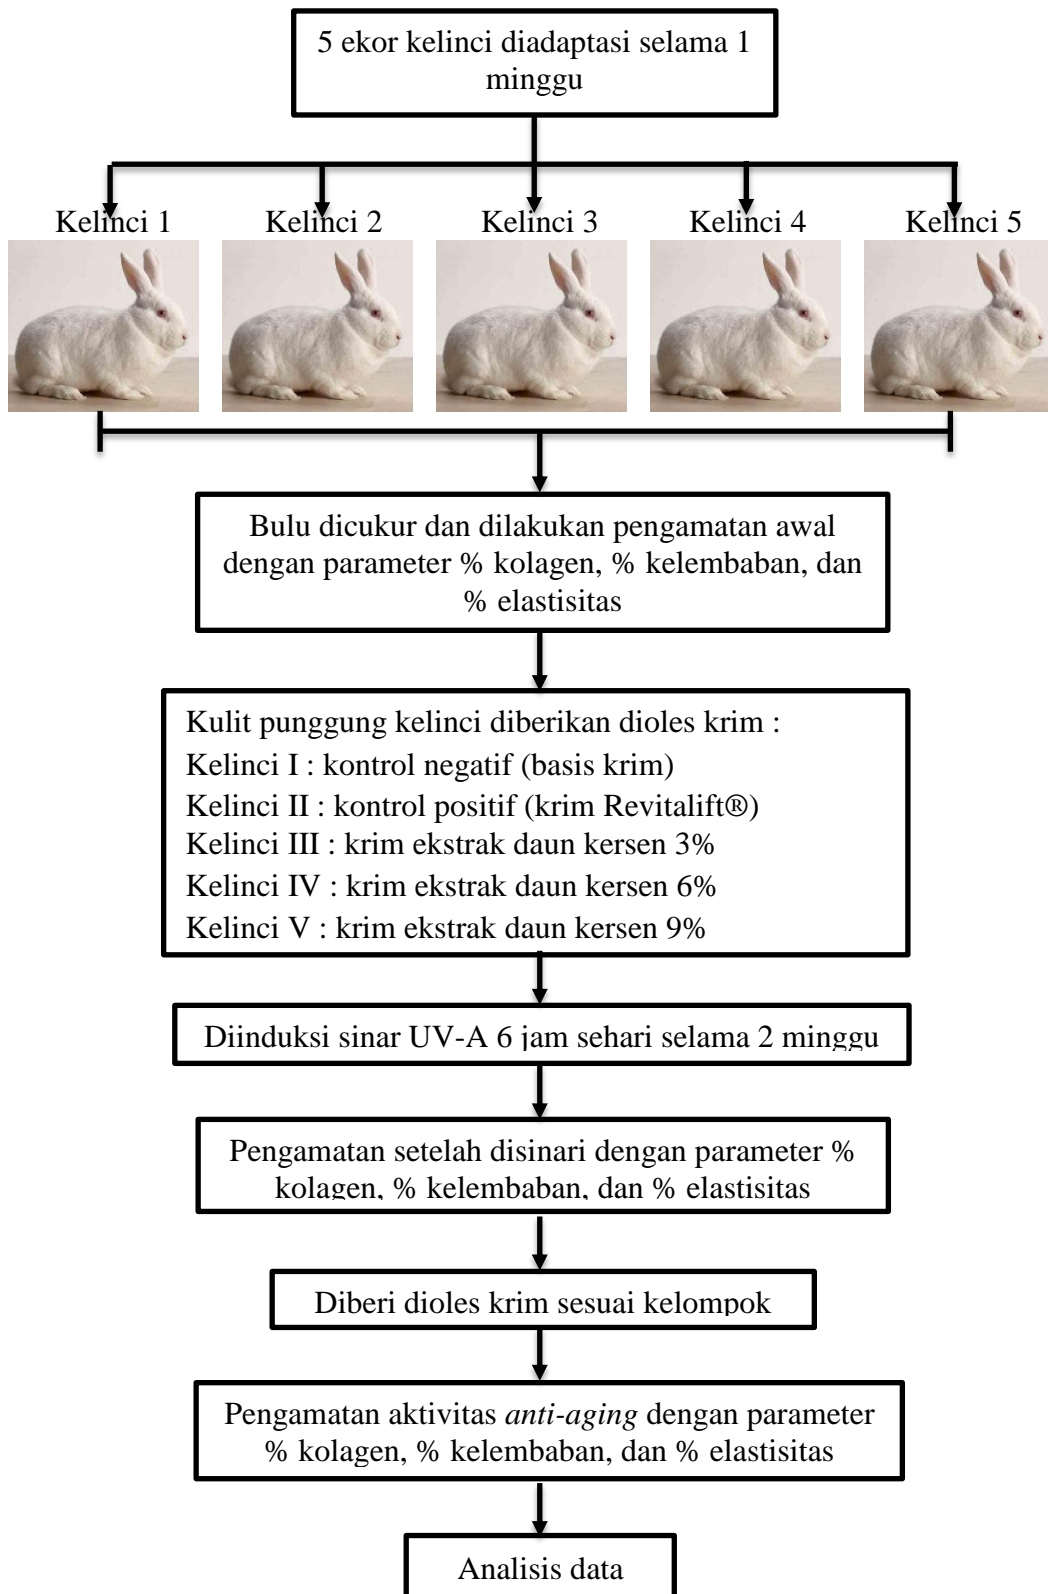 5 ekor kelinci diadaptasi selama 1
minggu
Kelinci 1 Kelinci 2 Kelinci 3 Kelinci 4 Kelinci 5
Bulu dicukur dan dilakukan pengamatan awal
dengan parameter % kolagen, % kelembaban, dan
% elastisitas
Kulit punggung kelinci diberikan dioles krim :
Kelinci I : kontrol negatif (basis krim)
Kelinci II : kontrol positif (krim Revitalift®)
Kelinci III : krim ekstrak daun kersen 3%
Kelinci IV : krim ekstrak daun kersen 6%
Kelinci V : krim ekstrak daun kersen 9%
Diinduksi sinar UV-A 6 jam sehari selama 2 minggu
Pengamatan setelah disinari dengan parameter %
kolagen, % kelembaban, dan % elastisitas
Diberi dioles krim sesuai kelompok
Pengamatan aktivitas anti-aging dengan parameter
% kolagen, % kelembaban, dan % elastisitas
Analisis data